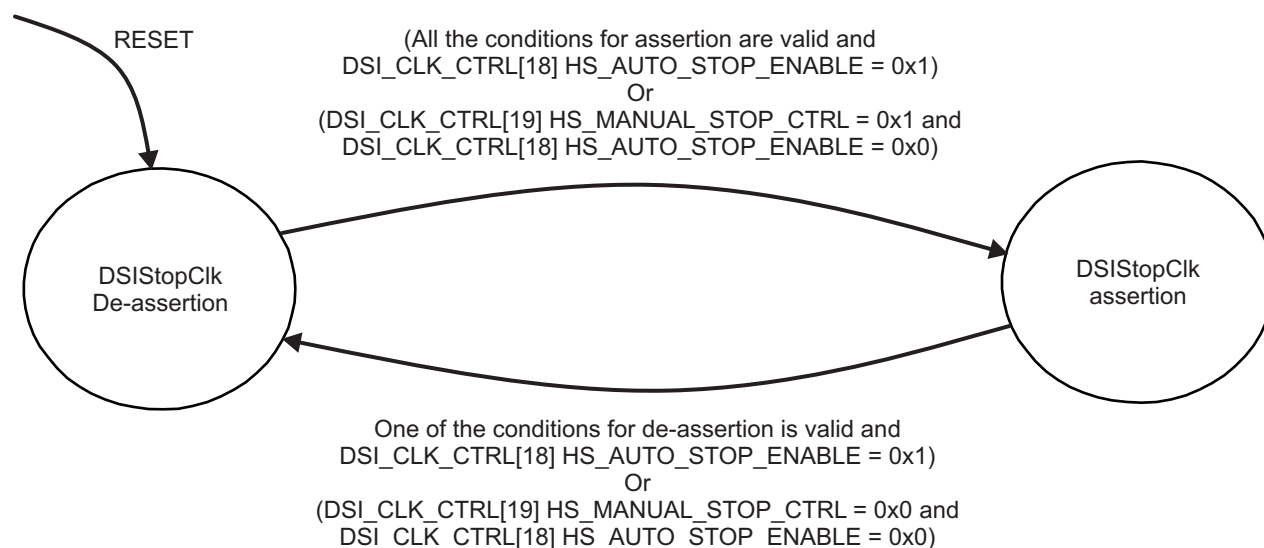 RESET
(All the conditions for assertion are valid and
DSI_CLK_CTRL[18] HS_AUTO_STOP_ENABLE = 0x1)
Or
(DSI_CLK_CTRL[19] HS_MANUAL_STOP_CTRL = 0x1 and
DSI_CLK_CTRL[18] HS_AUTO_STOP_ENABLE = 0x0)
DSIStopClk
De-assertion
DSIStopClk
assertion
One of the conditions for de-assertion is valid and
DSI_CLK_CTRL[18] HS_AUTO_STOP_ENABLE = 0x1)
Or
(DSI_CLK_CTRL[19] HS_MANUAL_STOP_CTRL = 0x0 and
DSI_CLK_CTRL[18] HS_AUTO_STOP_ENABLE = 0x0)